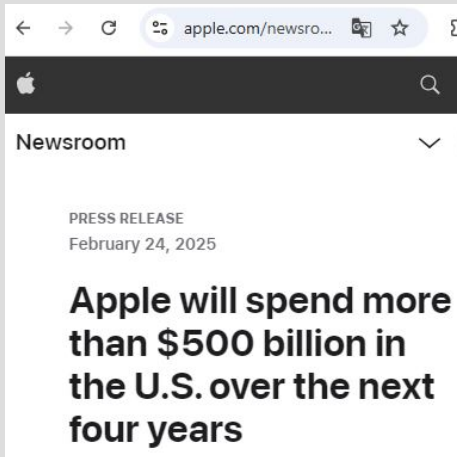 apple.com/newsro...
Newsroom
PRESS RELEASE
February 24, 2025
Apple will spend more
than $500 billion in
the U.S. over the next
four years